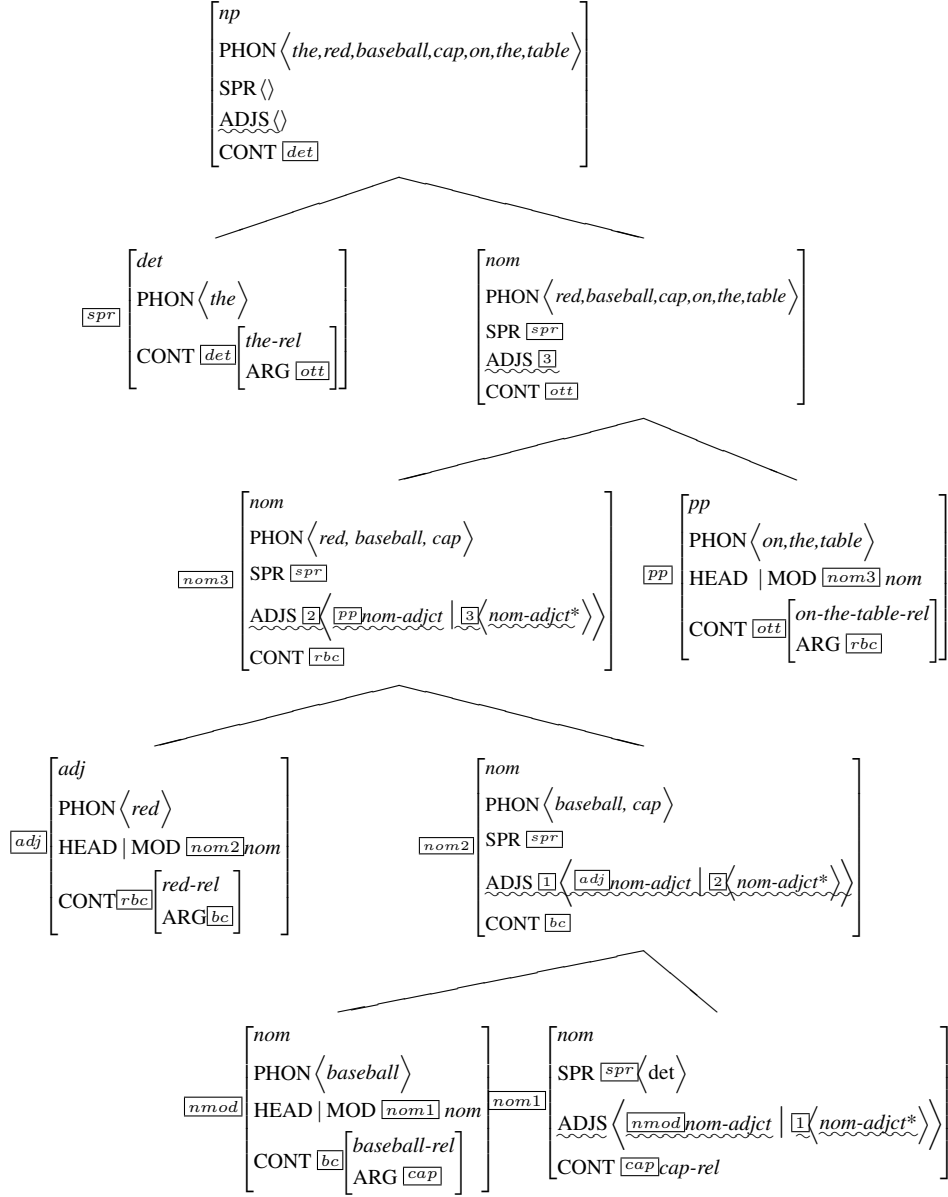 np
PHON ⟨the,red,baseball,cap,on,the,table⟩
SPR⟨⟩
ADJS⟨⟩
CONT det
spr
det
PHON⟨the⟩
CONT det the-rel
ARG ott
nom
PHON⟨red,baseball,cap,on,the,table⟩
SPR spr
ADJS 3
CONT ott
nom3
nom
PHON⟨red, baseball, cap⟩
SPR spr
ADJS 2⟨pp nom-adjct | 3⟨nom-adjct*⟩⟩
CONT rbc
pp
pp
PHON⟨on,the,table⟩
HEAD | MOD nom3 nom
CONT ott on-the-table-rel
ARG rbc
adj
adj
PHON⟨red⟩
HEAD | MOD nom2 nom
CONT rbc red-rel
ARG bc
nom2
nom
PHON⟨baseball, cap⟩
SPR spr
ADJS 1⟨adj nom-adjct | 2⟨nom-adjct*⟩⟩
CONT bc
nmod
nom
PHON⟨baseball⟩
HEAD | MOD nom1 nom
CONT bc baseball-rel
ARG cap
nom1
nom
SPR spr⟨det⟩
ADJS ⟨nmod nom-adjct | 1⟨nom-adjct*⟩⟩
CONT cap cap-rel